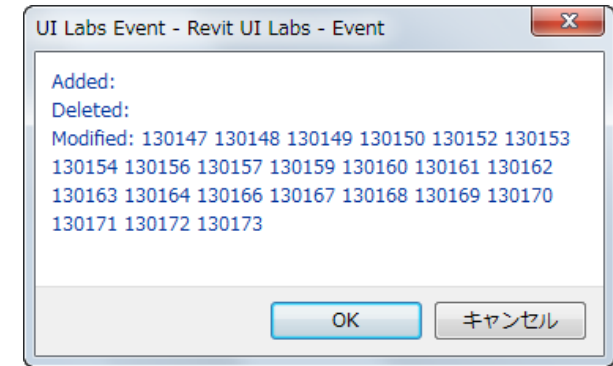 UI Labs Event - Revit UI Labs - Event
Added:
Deleted:
Modified: 130147 130148 130149 130150 130152 130153
130154 130156 130157 130159 130160 130161 130162
130163 130164 130166 130167 130168 130169 130170
130171 130172 130173
OK キャンセル